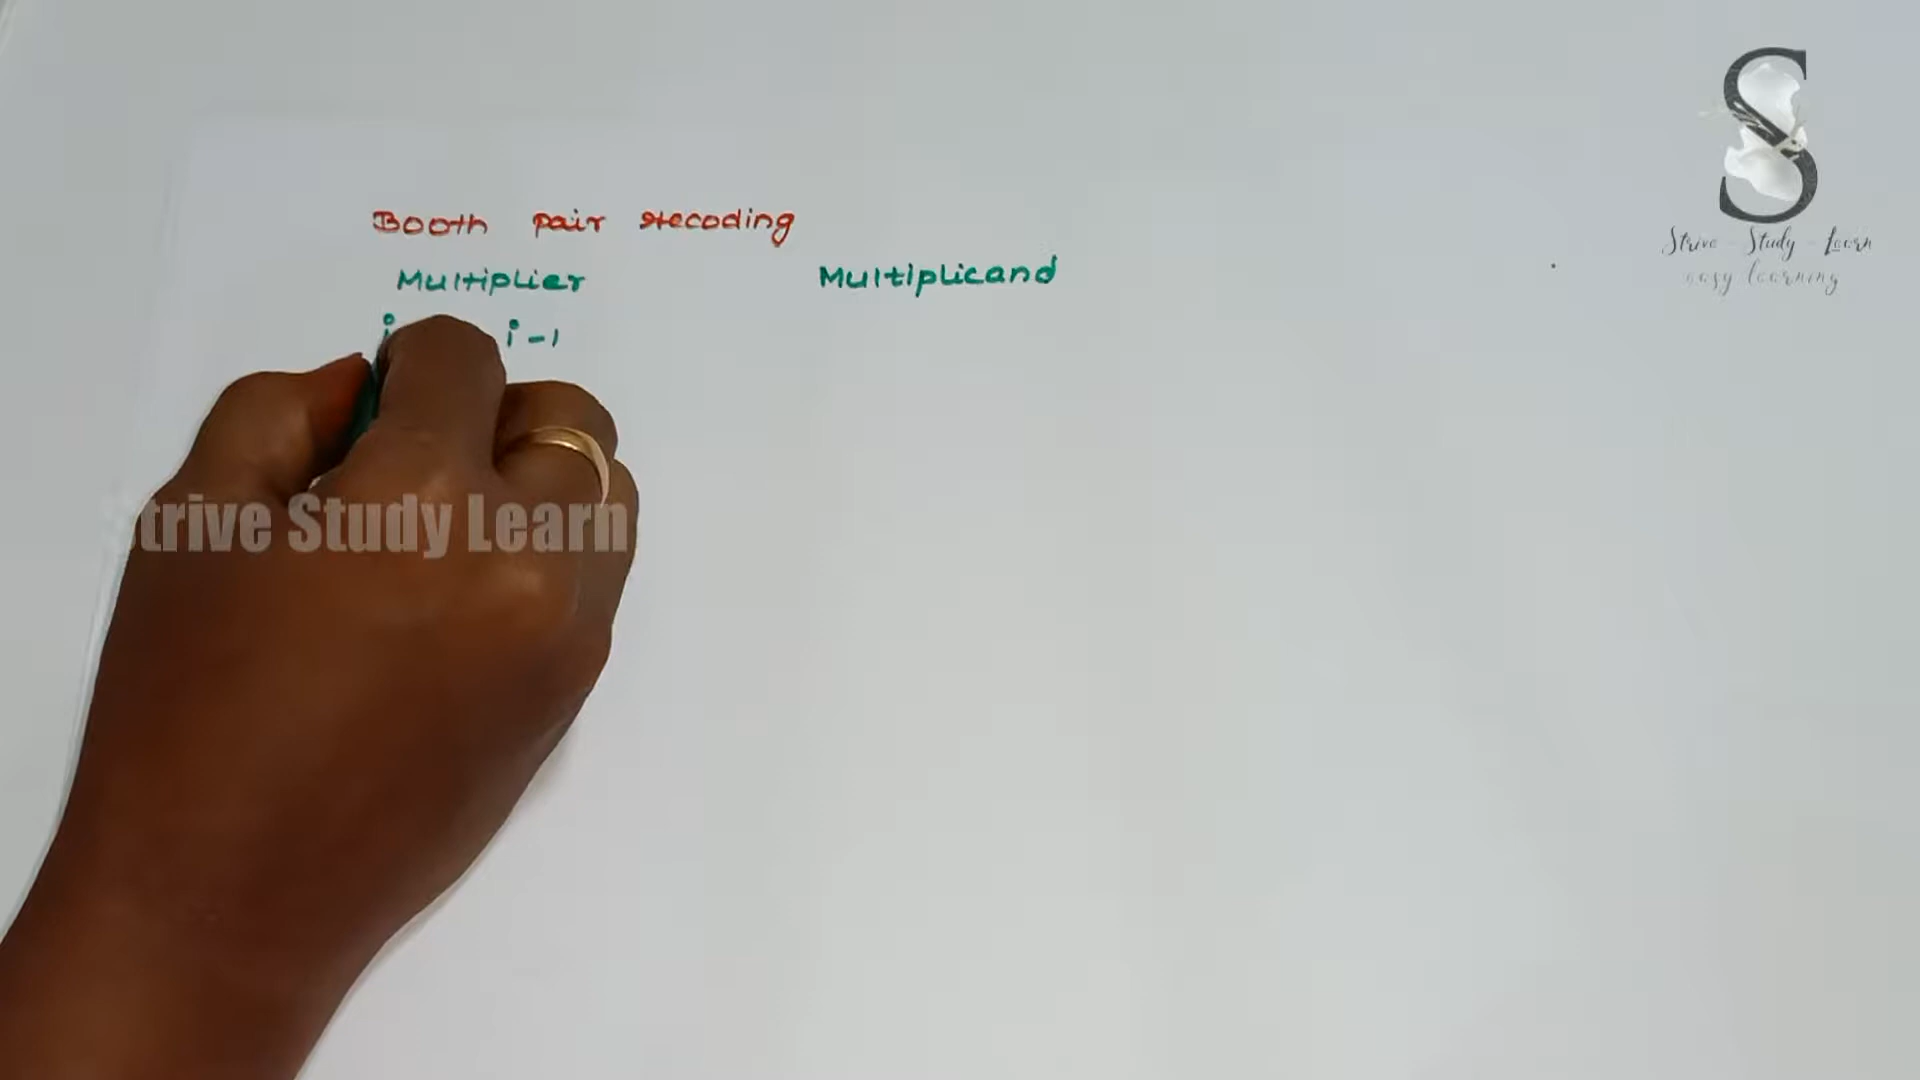 Booth pair recoding
Multiplier Multiplicand
i i-1
Strive - Study - Learn
easy learning
Strive Study Learn